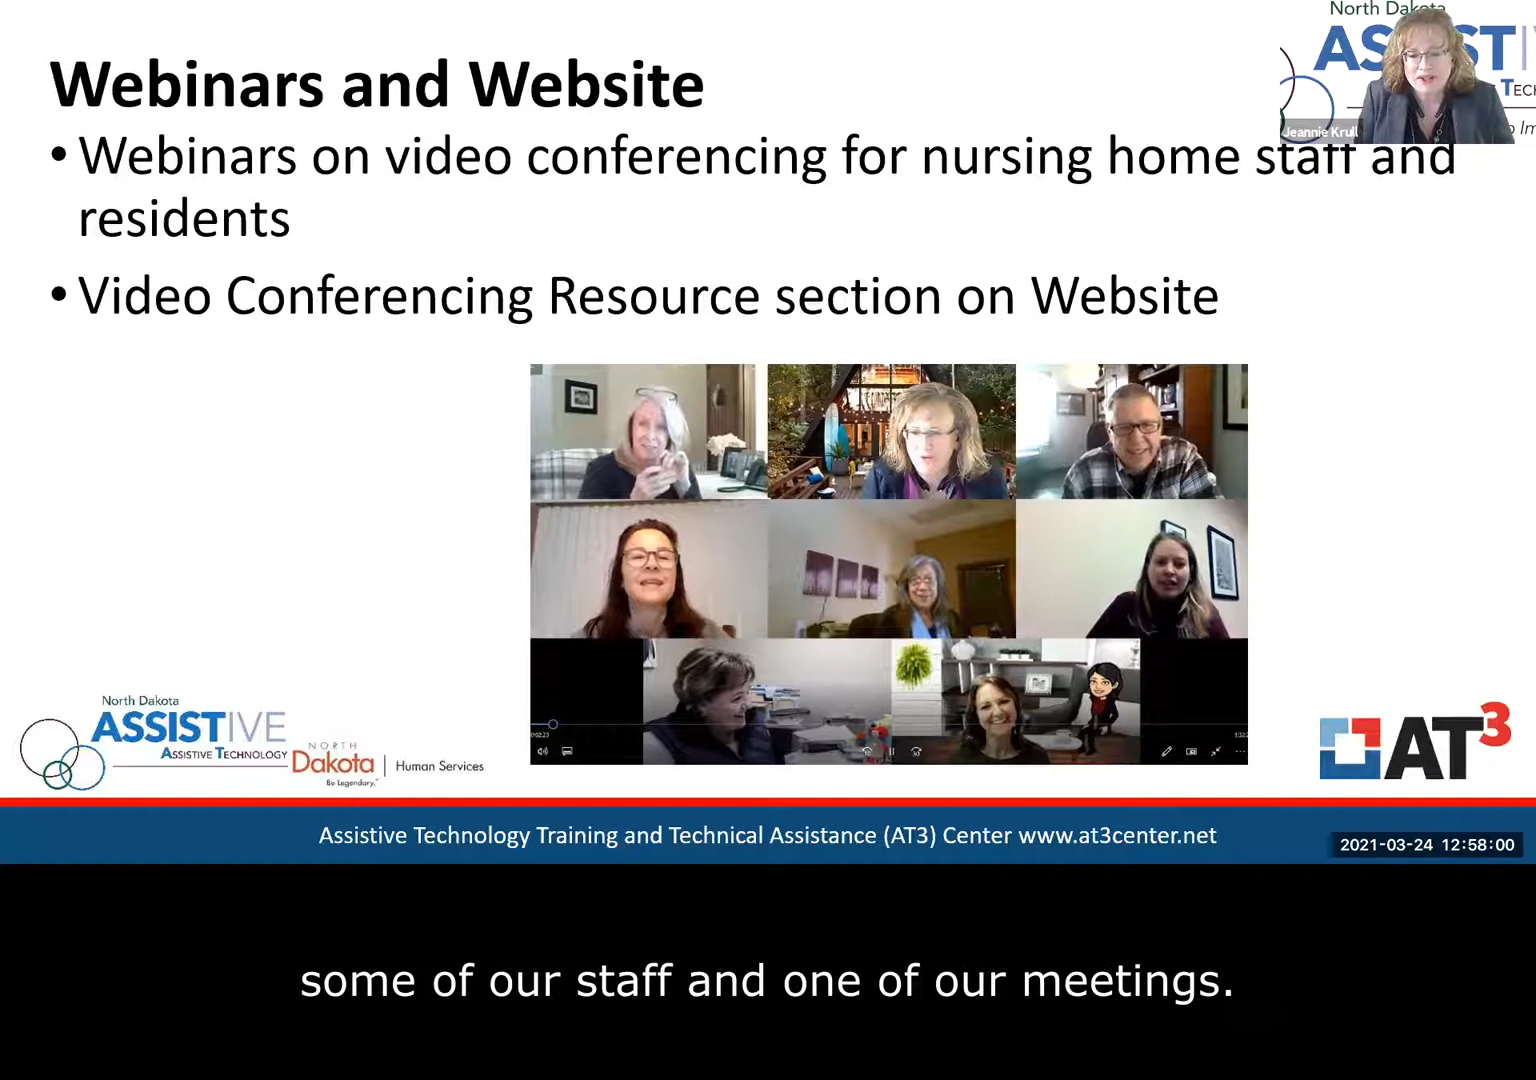 North Dakota
ASSISTIVE
Jeannie Krull
Webinars and Website
• Webinars on video conferencing for nursing home staff and
residents
• Video Conferencing Resource section on Website
North Dakota
ASSISTIVE
ASSISTIVE TECHNOLOGY
NORTH
Dakota
Be Legendary.™
Human Services
AT3
Assistive Technology Training and Technical Assistance (AT3) Center www.at3center.net
2021-03-24 12:58:00
some of our staff and one of our meetings.